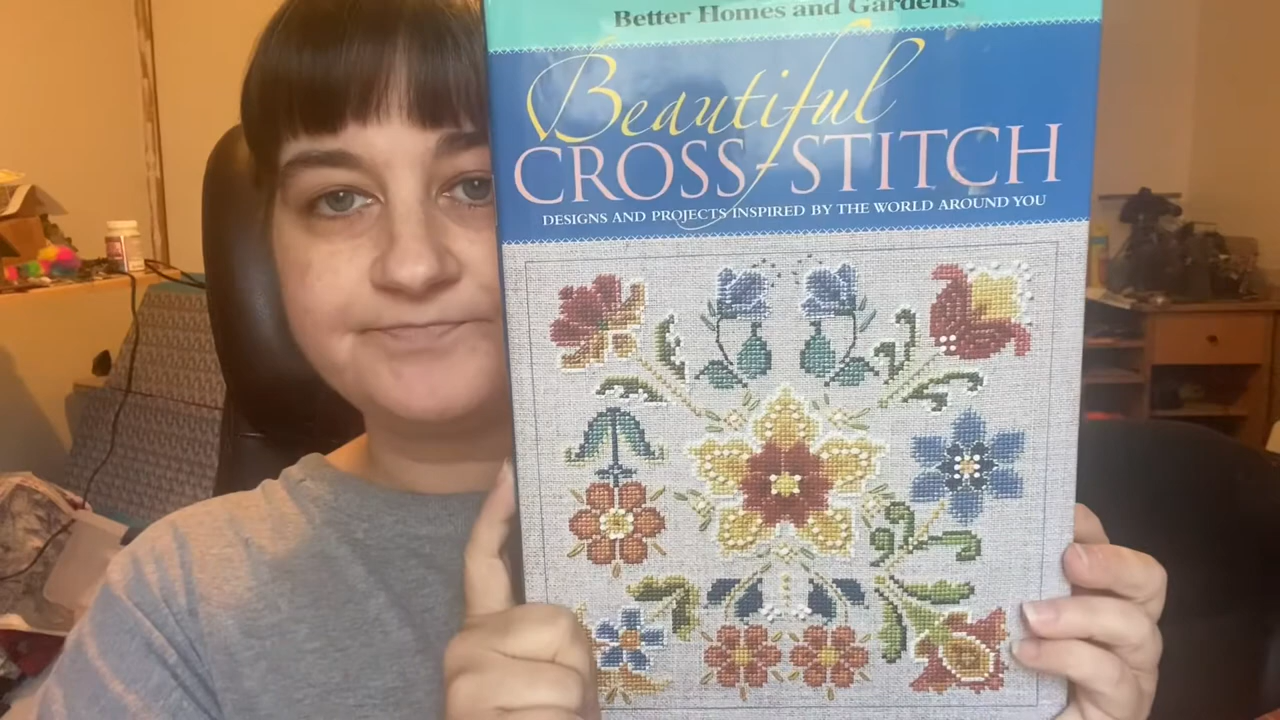 Better Homes and Gardens®
Beautiful
CROSS-STITCH
DESIGNS AND PROJECTS INSPIRED BY THE WORLD AROUND YOU